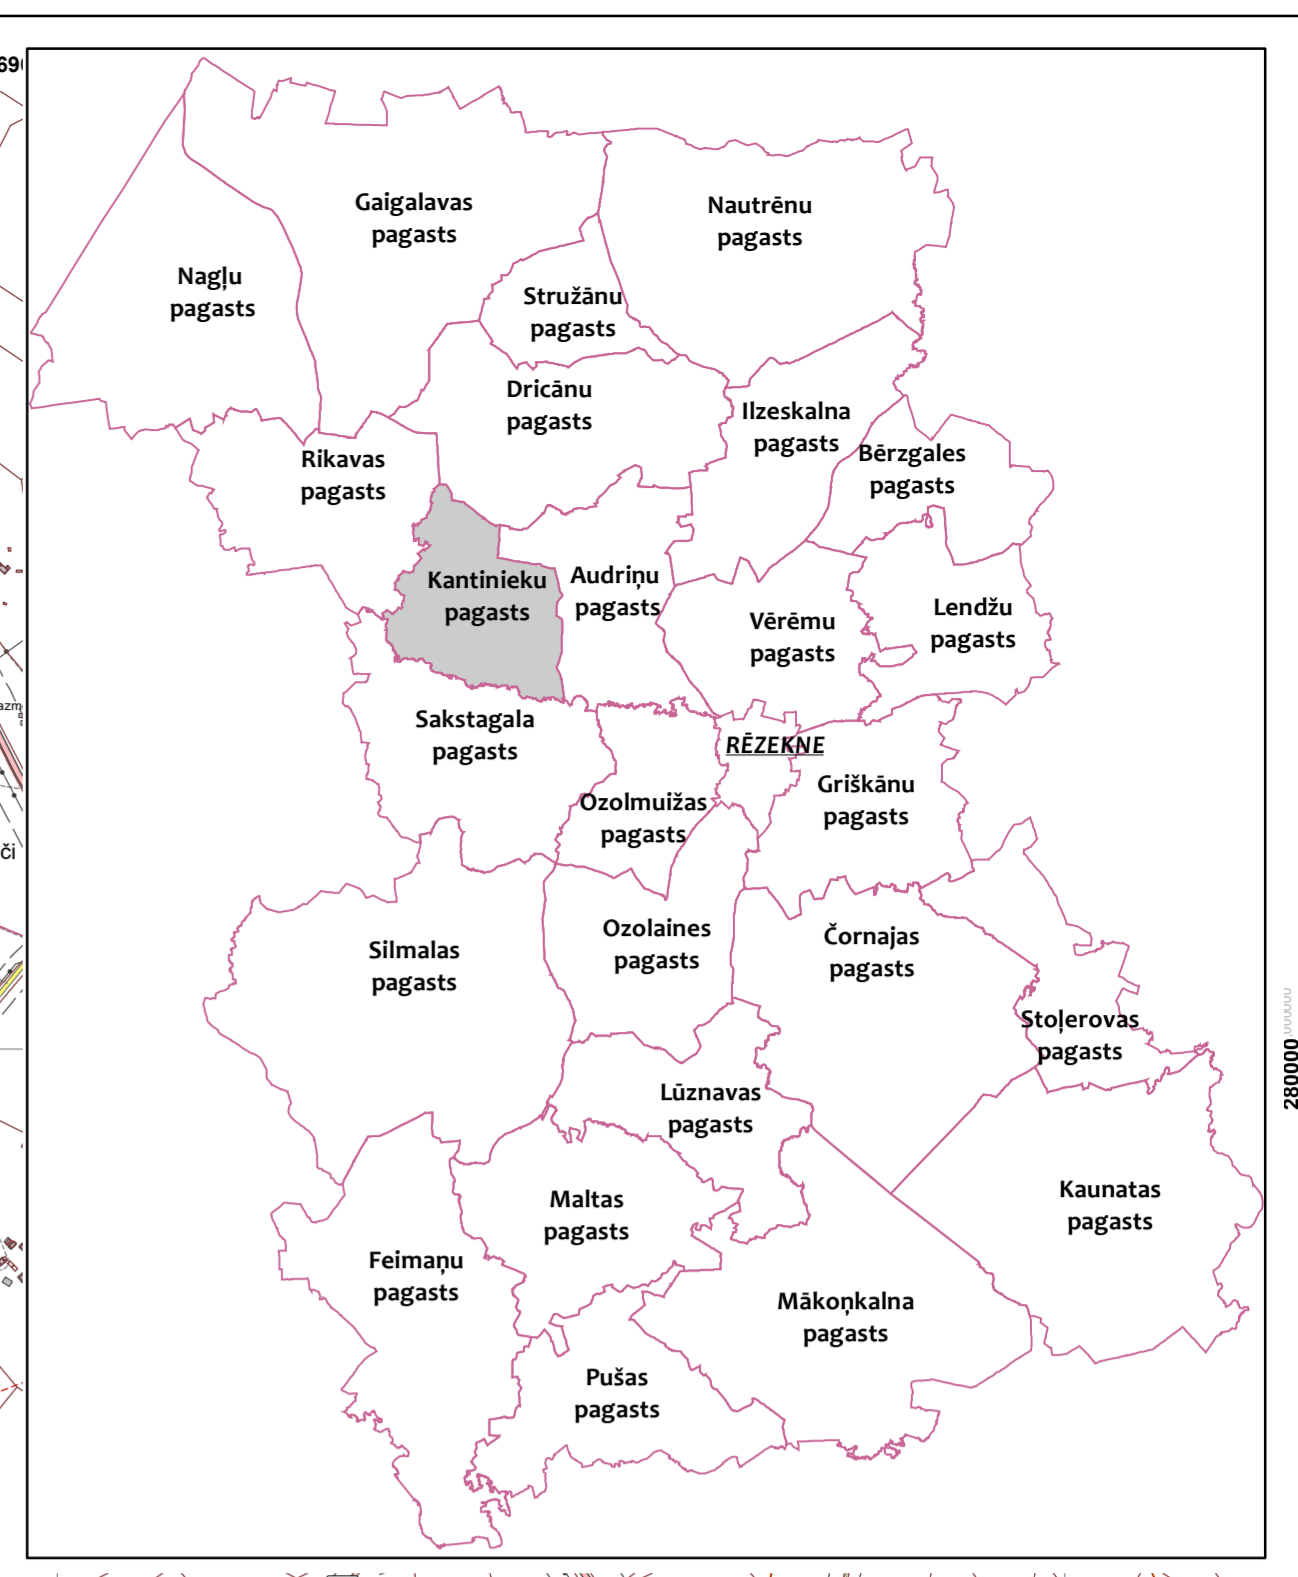 Gaigalavas
pagasts
Nautrēnu
pagasts
Nagļu
pagasts
Stružānu
pagasts
Dricānu
pagasts
Ilzeskalna
pagasts
Bērzgales
pagasts
Rikavas
pagasts
Kantinieku
pagasts
Audriņu
pagasts
Vērēmu
pagasts
Lendžu
pagasts
Sakstagala
pagasts
RĒZEKNE
Griškānu
pagasts
Ozolmuižas
pagasts
či
Silmalas
pagasts
Ozolaines
pagasts
Čornajas
pagasts
Stoļerovas
pagasts
280000
Lūznavas
pagasts
Maltas
pagasts
Kaunatas
pagasts
Feimaņu
pagasts
Mākoņkalna
pagasts
Pušas
pagasts